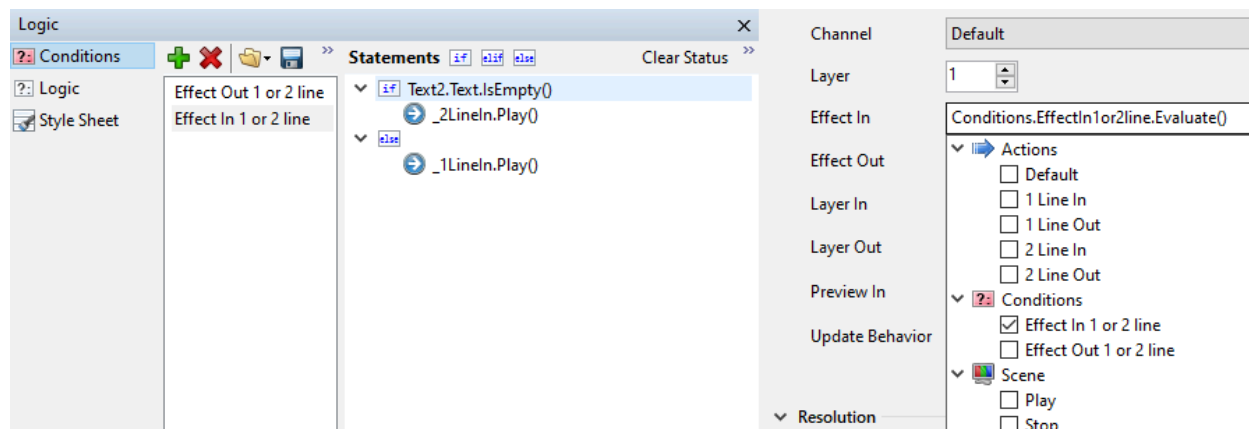 Logic
Conditions
Logic
Style Sheet
Effect Out 1 or 2 line
Effect In 1 or 2 line
Statements if elif else Clear Status
if Text2.Text.IsEmpty()
_2LineIn.Play()
else
_1LineIn.Play()
Channel Default
Layer 1
Effect In Conditions.EffectIn1or2line.Evaluate()
Effect Out
Layer In
Layer Out
Preview In
Update Behavior
Resolution
Actions
Default
1 Line In
1 Line Out
2 Line In
2 Line Out
Conditions
Effect In 1 or 2 line
Effect Out 1 or 2 line
Scene
Play
Stop